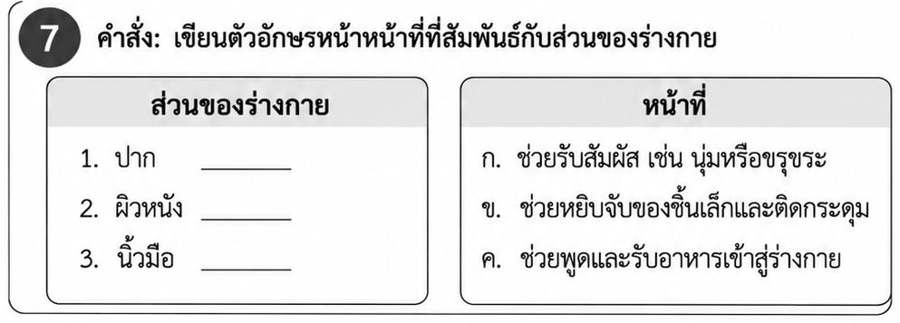 7 คำสั่ง: เขียนตัวอักษรหน้าหน้าที่ที่สัมพันธ์กับส่วนของร่างกาย
ส่วนของร่างกาย
1. ปาก
2. ผิวหนัง
3. นิ้วมือ
หน้าที่
ก. ช่วยรับสัมผัส เช่น นุ่มหรือขรุขระ
ข. ช่วยหยิบจับของชิ้นเล็กและติดกระดุม
ค. ช่วยพูดและรับอาหารเข้าสู่ร่างกาย